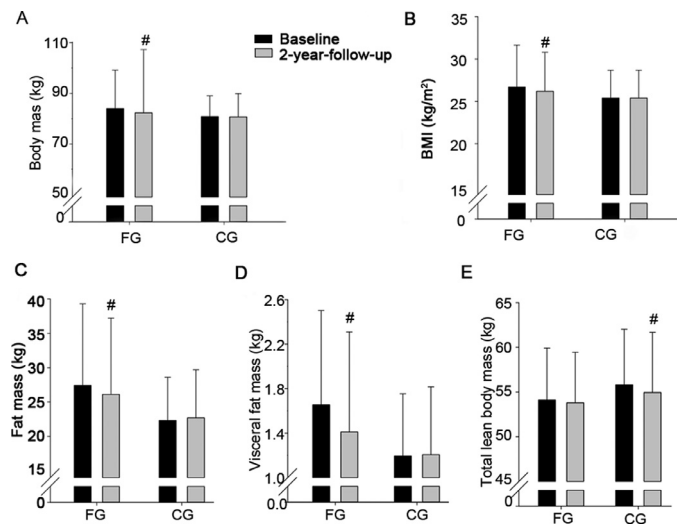 A
#
Body mas (kg)
110
90
70
50
0
FG
CG
Baseline
2-year-follow-up
B
#
BMI (kg/m²)
35
30
25
20
15
0
FG
CG
C
#
Fat mass (kg)
40
35
30
25
20
15
0
FG
CG
D
#
Visceral fat mass (kg)
2.6
2.2
1.8
1.4
1.0
0.0
FG
CG
E
#
Total lean body mass (kg)
65
60
55
50
45
0
FG
CG